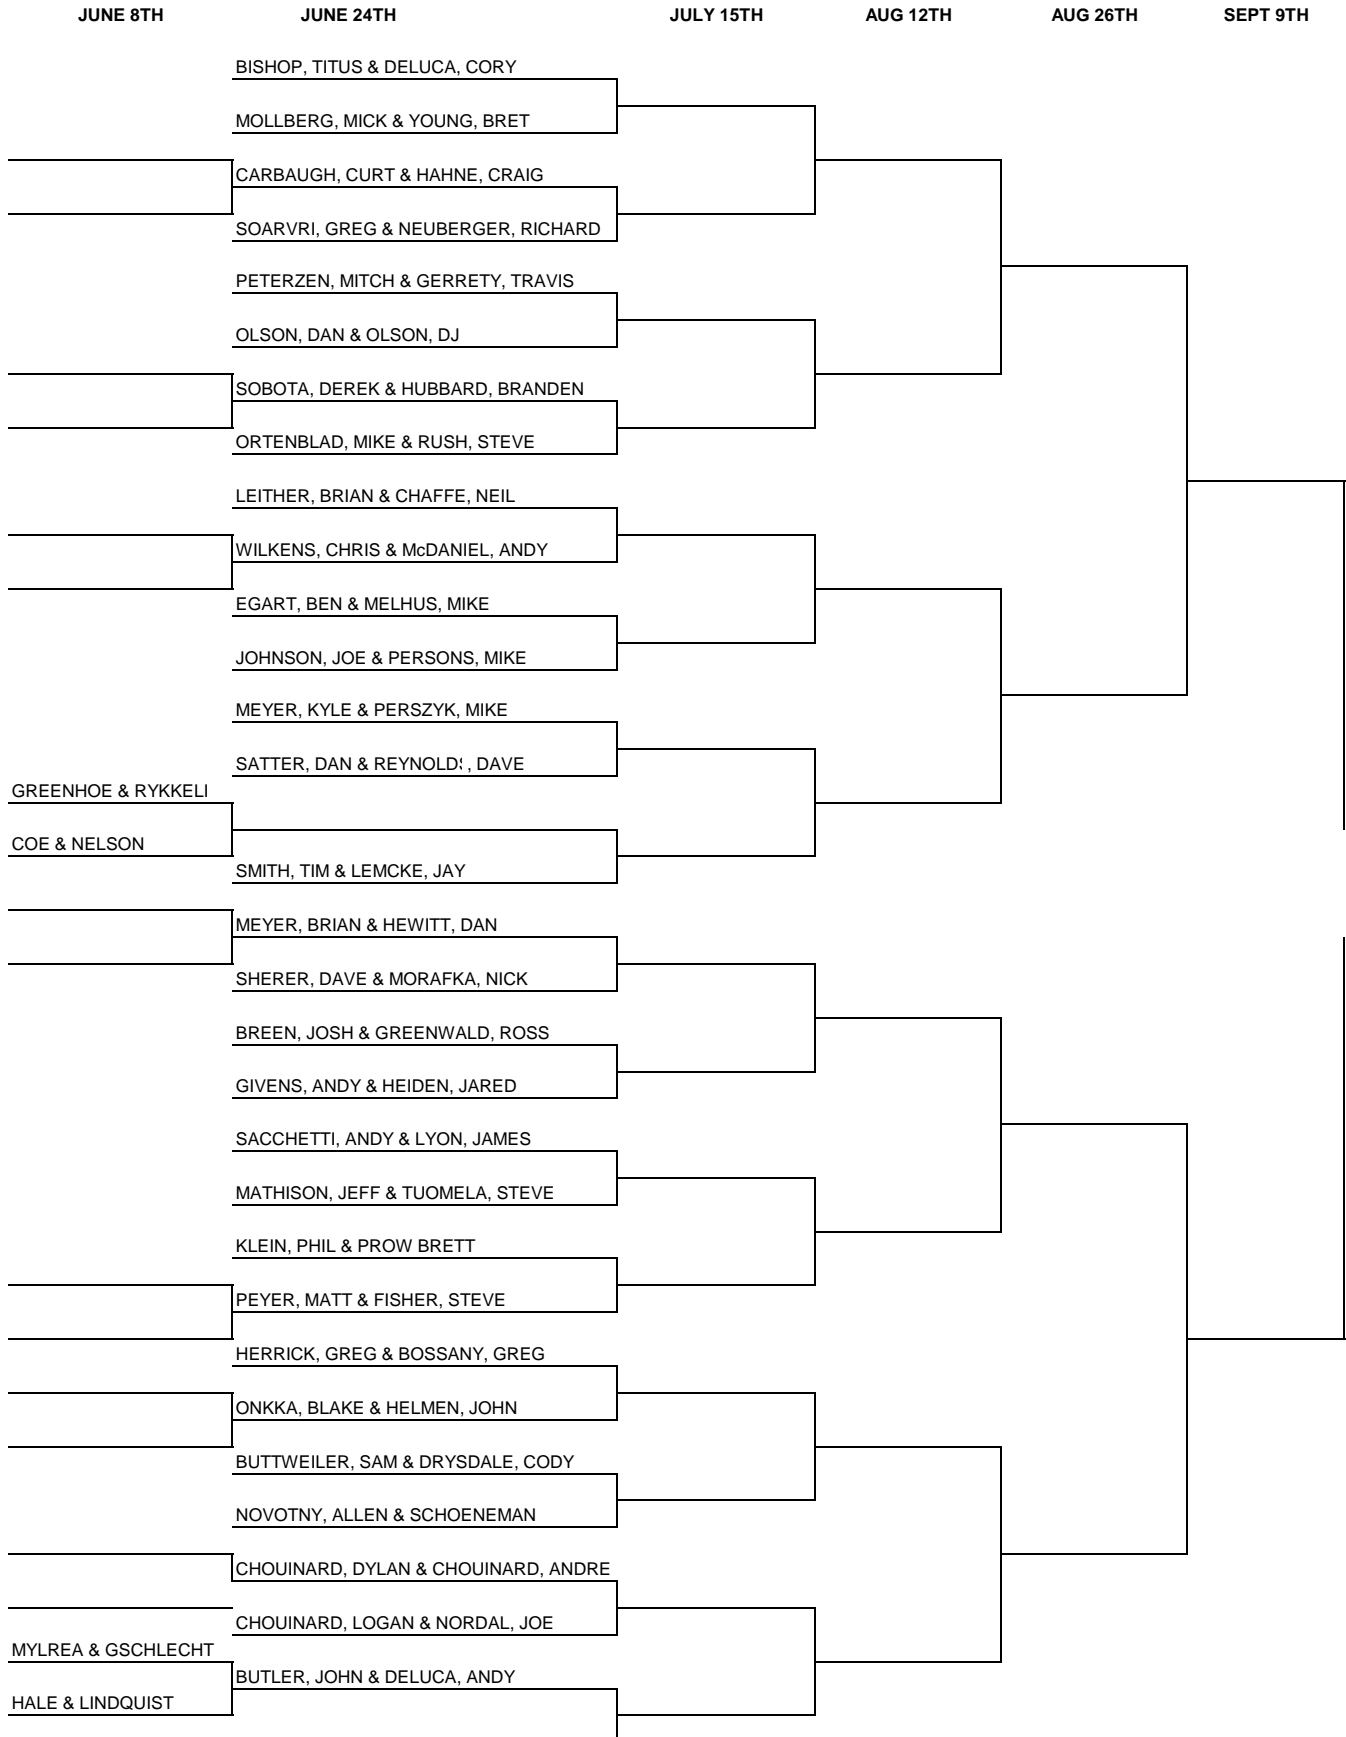 JUNE 8TH JUNE 24TH JULY 15TH AUG 12TH AUG 26TH SEPT 9TH
BISHOP, TITUS & DELUCA, CORY
MOLLBERG, MICK & YOUNG, BRET
CARBAUGH, CURT & HAHNE, CRAIG
SOARVRI, GREG & NEUBERGER, RICHARD
PETERZEN, MITCH & GERRETY, TRAVIS
OLSON, DAN & OLSON, DJ
SOBOTA, DEREK & HUBBARD, BRANDEN
ORTENBLAD, MIKE & RUSH, STEVE
LEITHER, BRIAN & CHAFFE, NEIL
WILKENS, CHRIS & McDANIEL, ANDY
EGART, BEN & MELHUS, MIKE
JOHNSON, JOE & PERSONS, MIKE
MEYER, KYLE & PERSZYK, MIKE
SATTER, DAN & , DAVE
GREENHOE &
COE & NELSON
SMITH, TIM & LEMCKE, JAY
MEYER, BRIAN & HEWITT, DAN
SHERER, DAVE & MORAFKA, NICK
BREEN, JOSH & GREENWALD, ROSS
GIVENS, ANDY & HEIDEN, JARED
SACCHETTI, ANDY & LYON, JAMES
MATHISON, JEFF & TUOMELA, STEVE
KLEIN, PHIL & PROW BRETT
PEYER, MATT & FISHER, STEVE
HERRICK, GREG & BOSSANY, GREG
ONKKA, BLAKE & HELMEN, JOHN
BUTTWEILER, SAM & DRYSDALE, CODY
NOVOTNY, ALLEN & SCHOENEMAN
CHOUINARD, DYLAN & CHOUINARD, ANDRE
CHOUINARD, LOGAN & NORDAL, JOE
MYLREA & GSCHLECHT
BUTLER, JOHN & DELUCA, ANDY
HALE & LINDQUIST